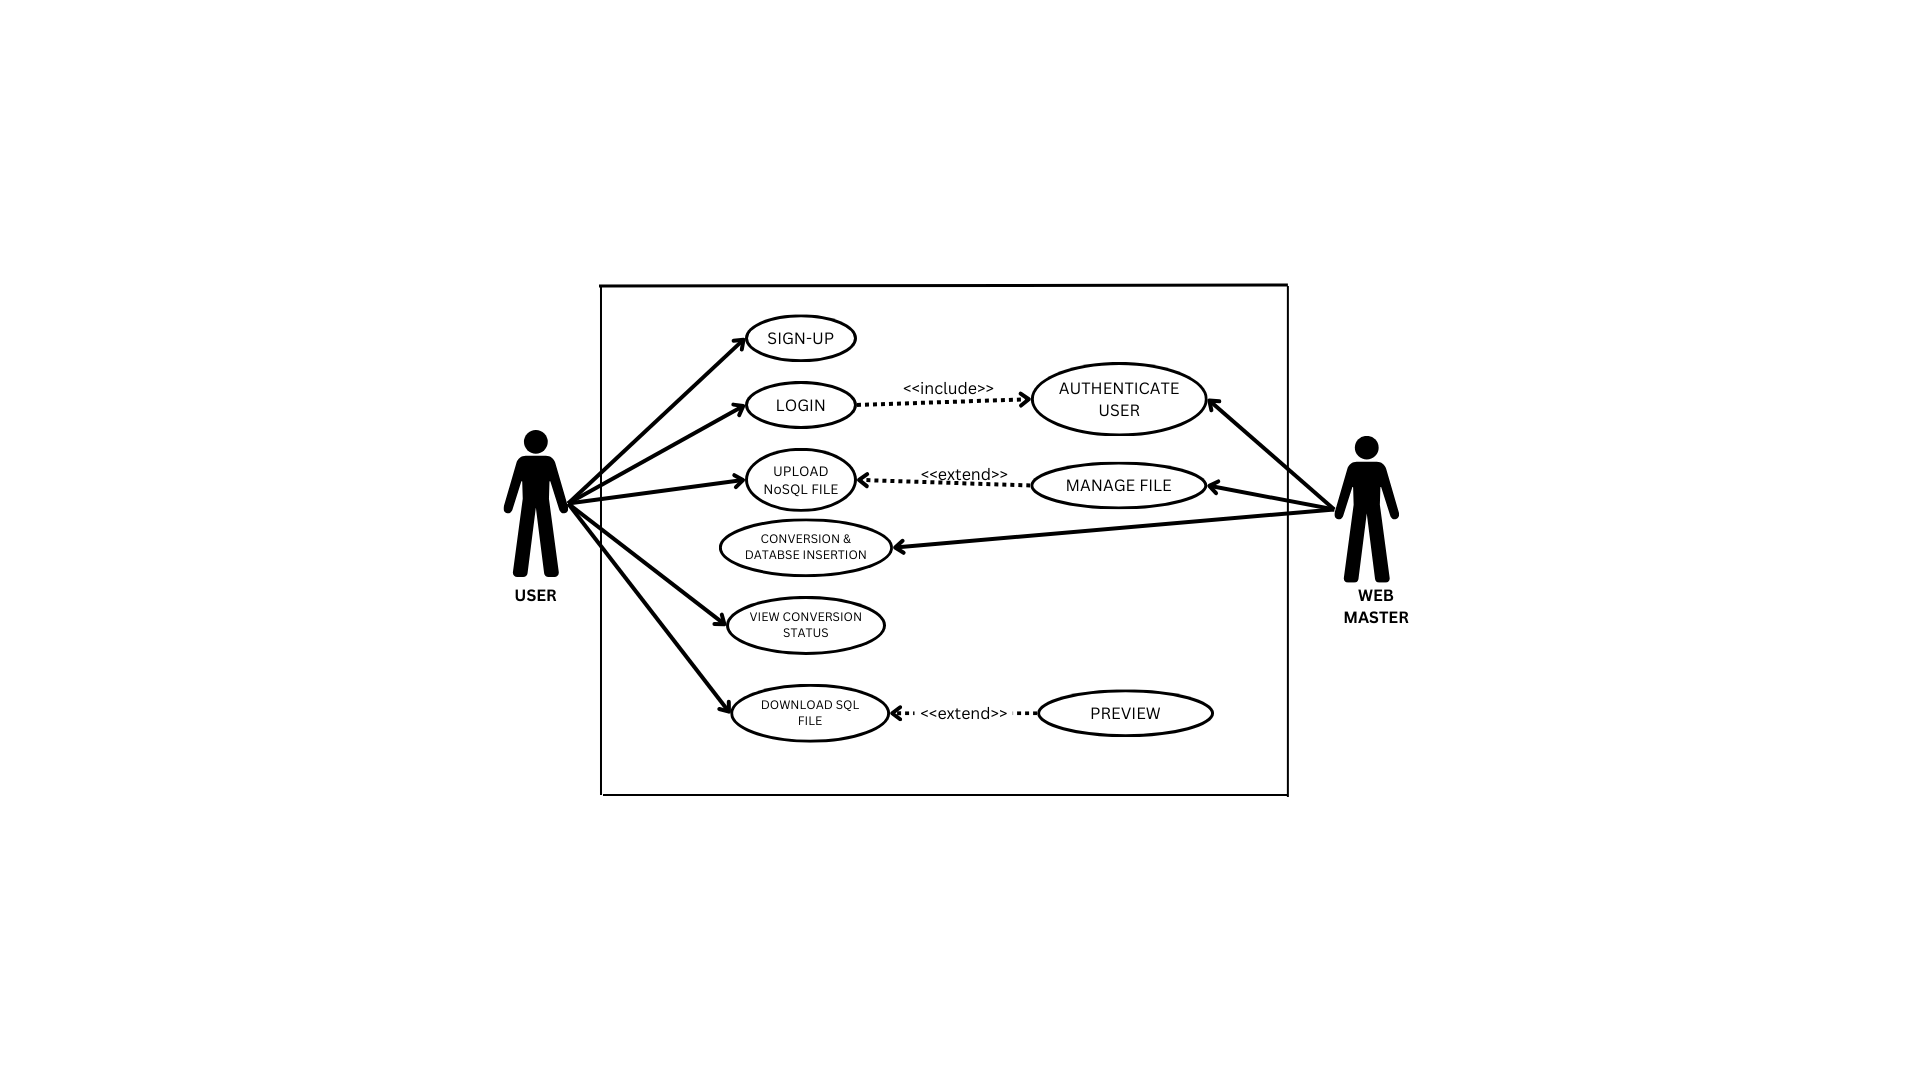 SIGN-UP
LOGIN
<<include>>
AUTHENTICATE
USER
UPLOAD
NoSQL FILE
<<extend>>
MANAGE FILE
CONVERSION &
DATABSE INSERTION
USER
WEB
MASTER
VIEW CONVERSION
STATUS
DOWNLOAD SQL
FILE
<<extend>>
PREVIEW